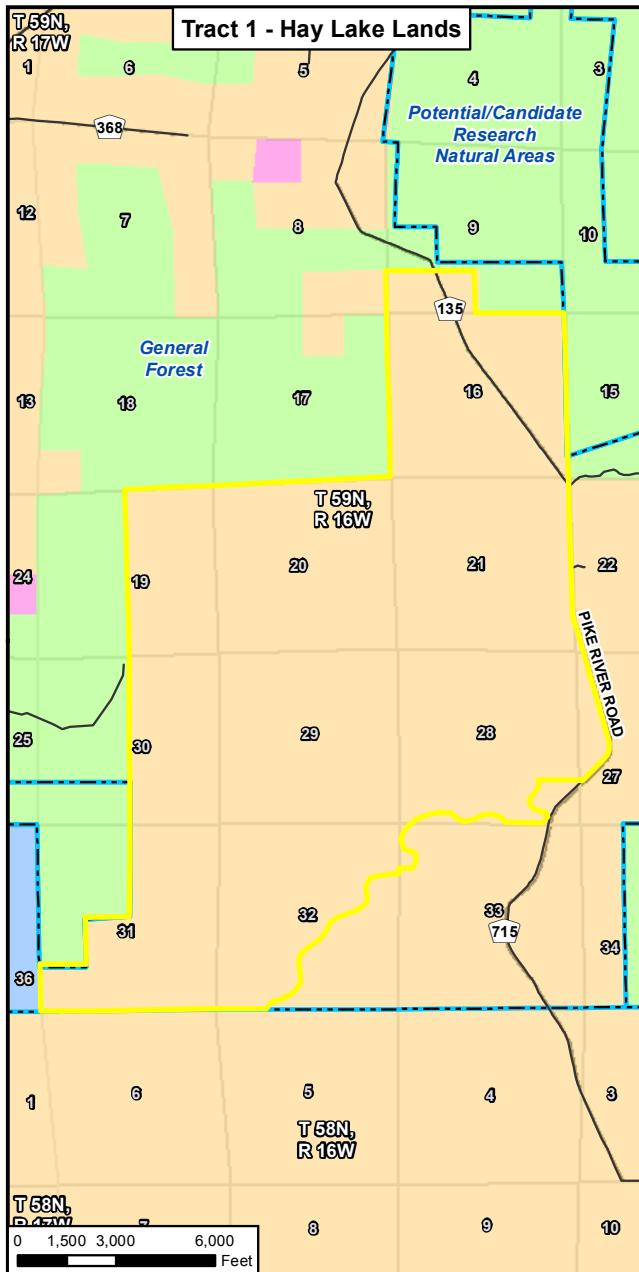 Tract 1 - Hay Lake Lands
T 59N,
R 17W
1
6
5
4
3
368
Potential/Candidate
Research
Natural Areas
12
7
8
9
10
135
General
Forest
13
18
17
16
15
T 59N,
R 16W
24
19
20
21
22
PIKE RIVER ROAD
25
30
29
28
27
31
32
33
715
34
36
1
6
5
4
3
T 58N,
R 16W
T 58N,
R 17W
7
8
9
10
0 1,500 3,000 6,000
Feet